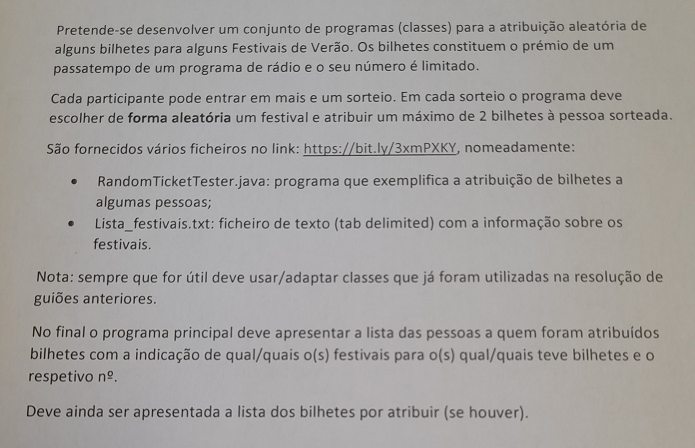 Pretende-se desenvolver um conjunto de programas (classes) para a atribuição aleatória de
alguns bilhetes para alguns Festivais de Verão. Os bilhetes constituem o prémio de um
passatempo de um programa de rádio e o seu número é limitado.
Cada participante pode entrar em mais e um sorteio. Em cada sorteio o programa deve
escolher de forma aleatória um festival e atribuir um máximo de 2 bilhetes à pessoa sorteada.
São fornecidos vários ficheiros no link: https://bit.ly/3xmPXKY, nomeadamente:
• RandomTicketTester.java: programa que exemplifica a atribuição de bilhetes a
algumas pessoas;
• Lista_festivais.txt: ficheiro de texto (tab delimited) com a informação sobre os
festivais.
Nota: sempre que for útil deve usar/adaptar classes que já foram utilizadas na resolução de
guiões anteriores.
No final o programa principal deve apresentar a lista das pessoas a quem foram atribuídos
bilhetes com a indicação de qual/quais o(s) festivais para o(s) qual/quais teve bilhetes e o
respetivo nº.
Deve ainda ser apresentada a lista dos bilhetes por atribuir (se houver).